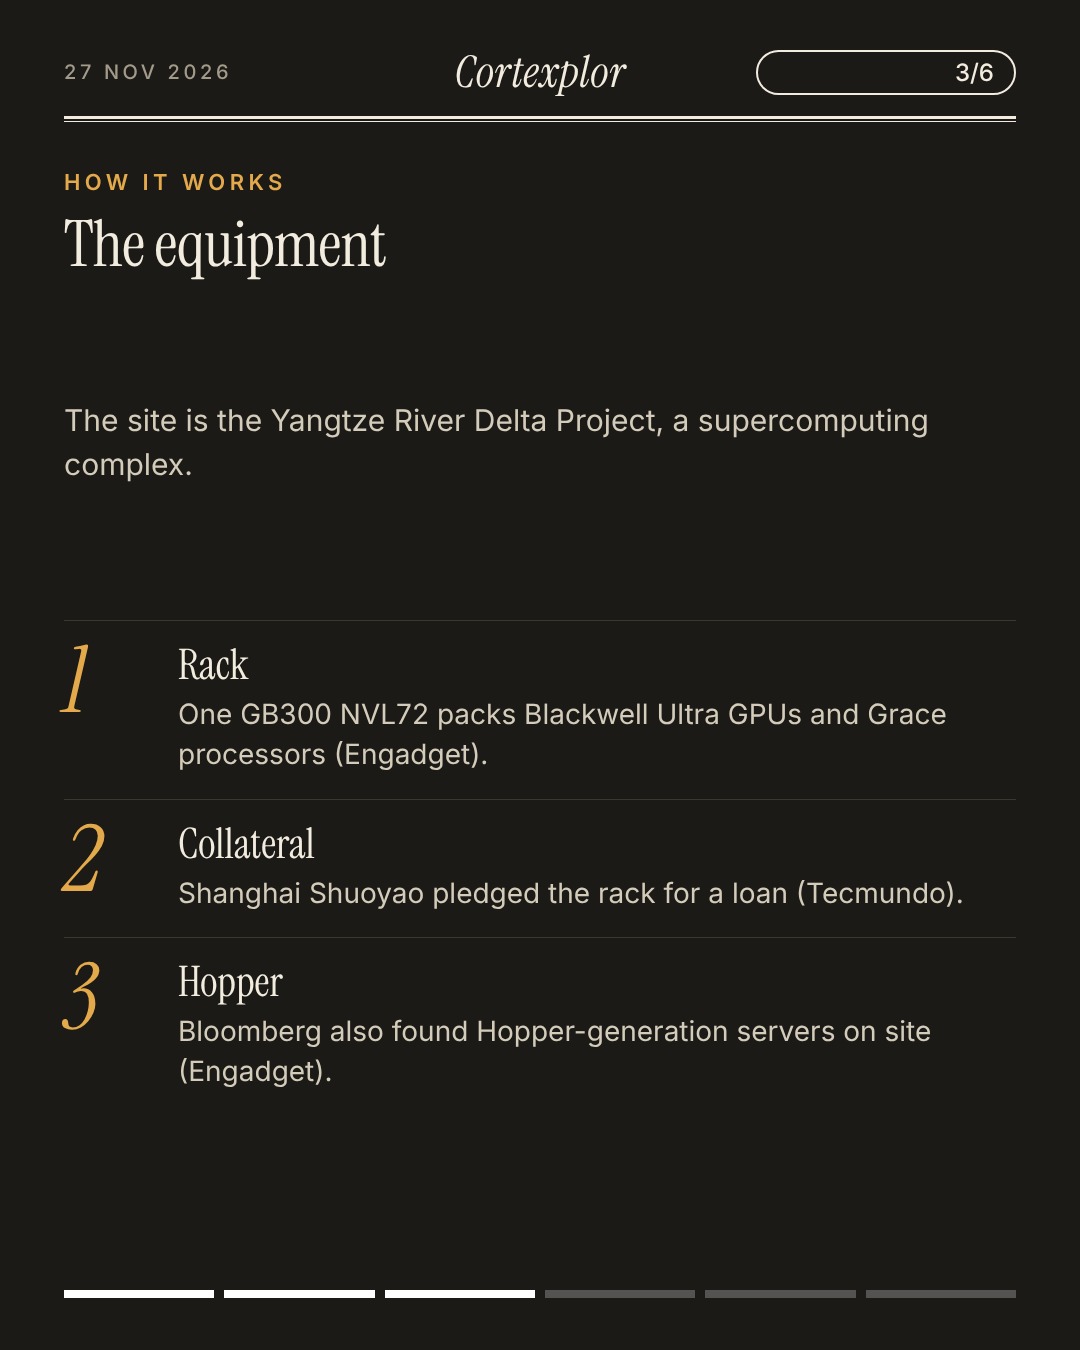 27 NOV 2026
Cortexplor
3/6
HOW IT WORKS
The equipment
The site is the Yangtze River Delta Project, a supercomputing
complex.
1
Rack
One GB300 NVL72 packs Blackwell Ultra GPUs and Grace
processors (Engadget).
2
Collateral
Shanghai Shuoyao pledged the rack for a loan (Tecmundo).
3
Hopper
Bloomberg also found Hopper-generation servers on site
(Engadget).